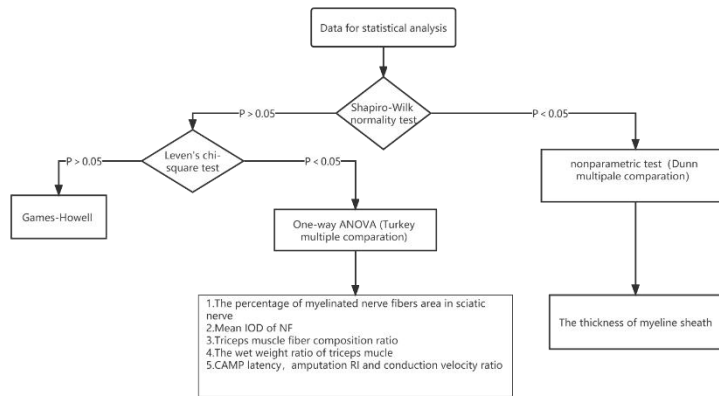 Data for statistical analysis
Shapiro-Wilk
normality test
P > 0.05
P < 0.05
Leven's chi-
square test
P > 0.05
P < 0.05
nonparametric test（Dunn
multipale comparation）
Games-Howell
One-way ANOVA (Turkey
multiple comparation)
1.The percentage of myelinated nerve fibers area in sciatic
nerve
2.Mean IOD of NF
3.Triceps muscle fiber composition ratio
4.The wet weight ratio of triceps mucle
5.CAMP latency，amputation RI and conduction velocity ratio
The thickness of myeline sheath